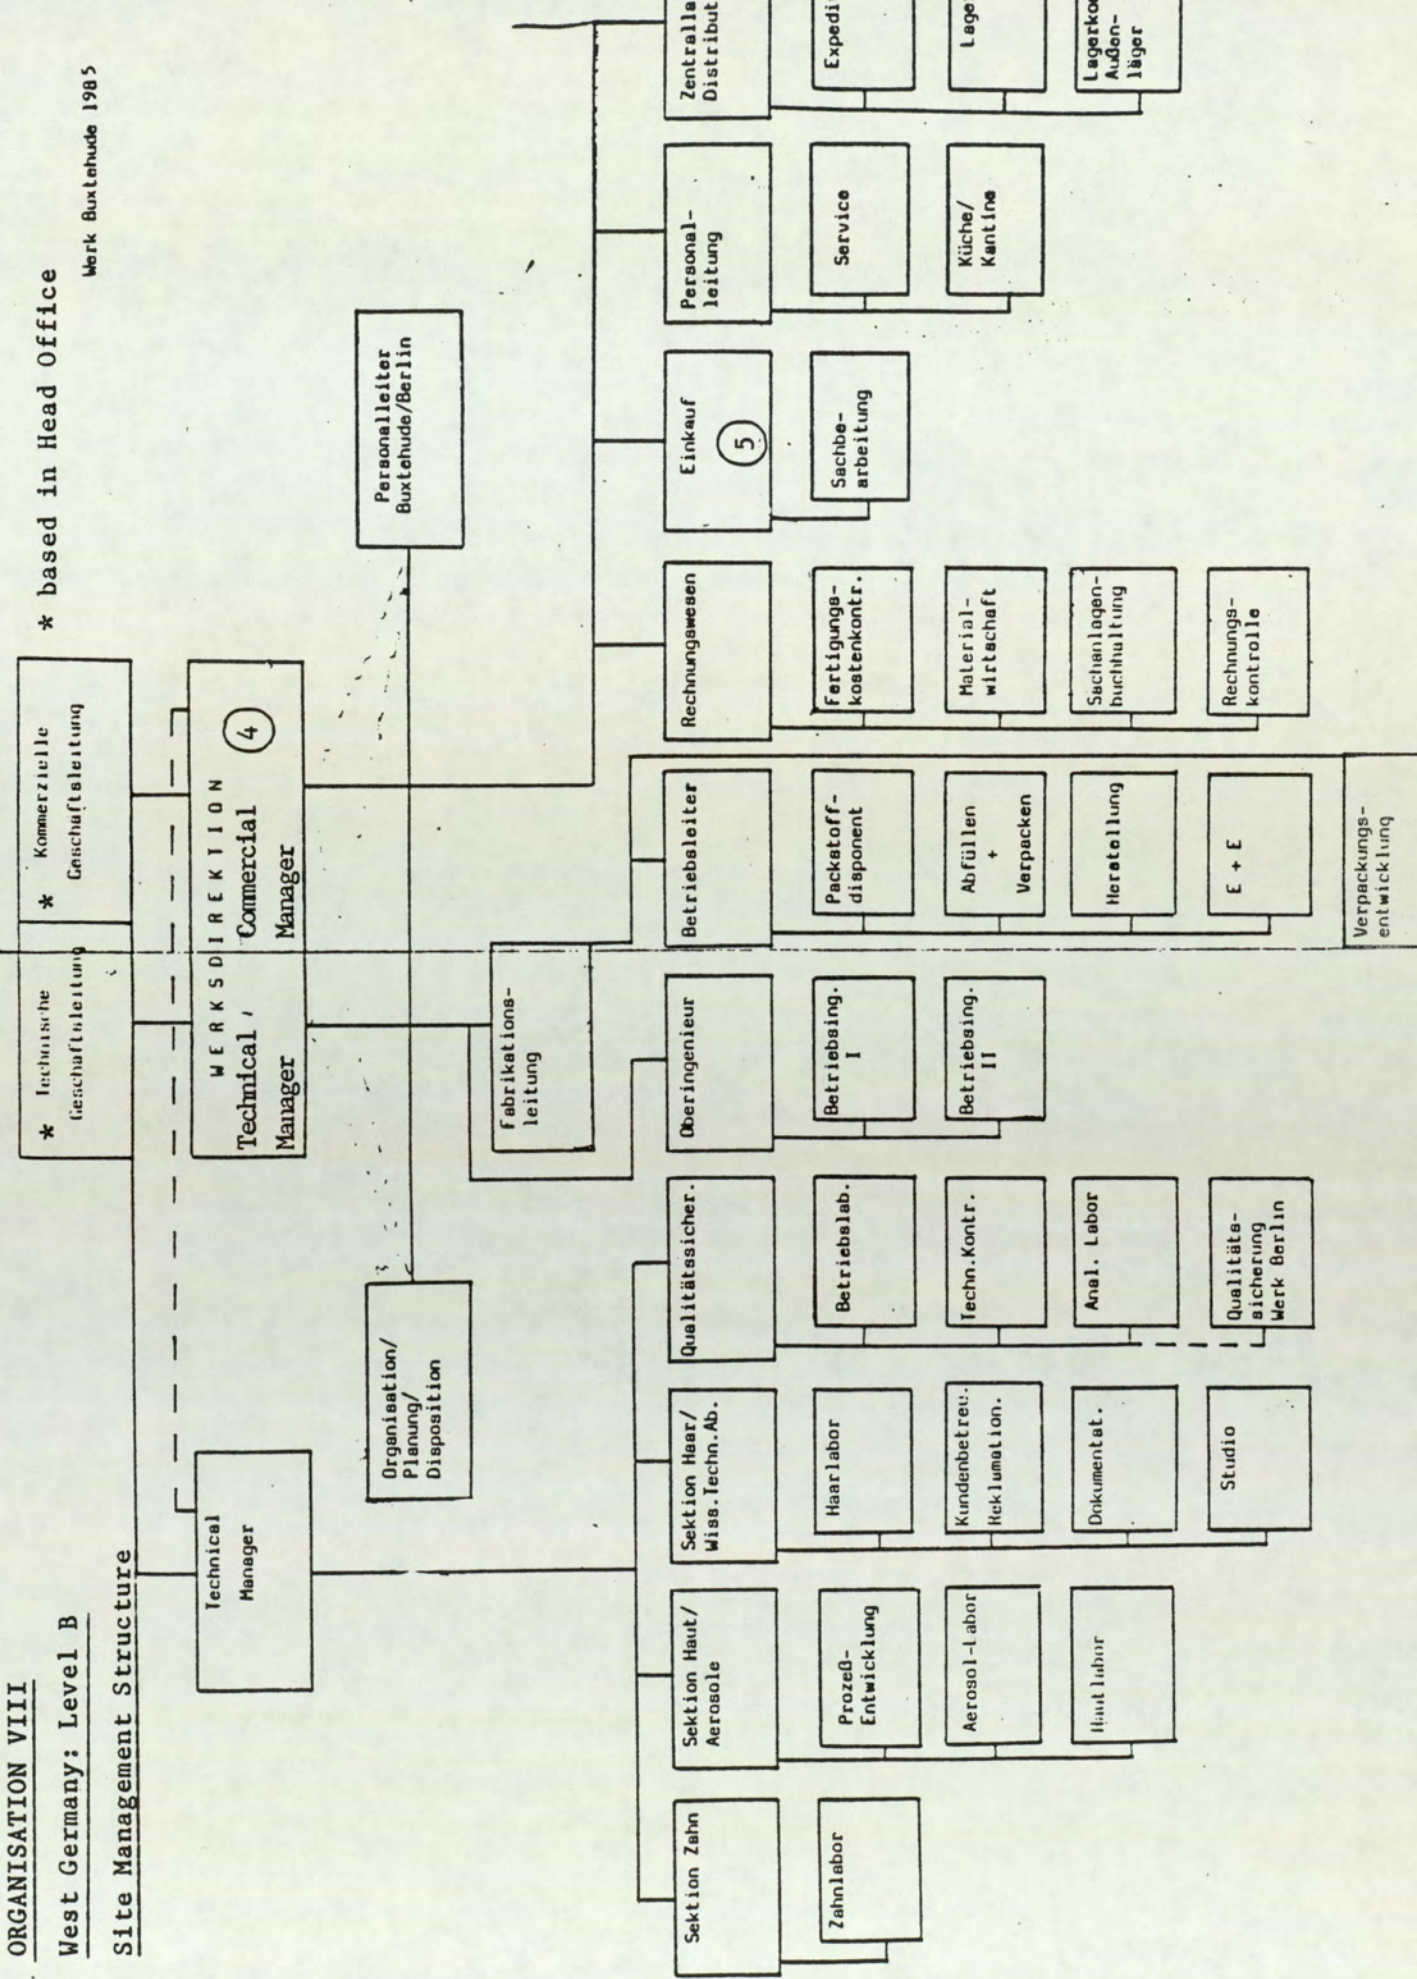 ORGANISATION VIII
West Germany: Level B
Site Management Structure
* based in Head Office
Werk Buxtehude 1985
* Technische
Geschäftsleitung
* Kommerzielle
Geschäftsleitung
Technical
Manager
WERKSDIREKTION
Technical / Commercial 4
Manager Manager
Organisation/
Planung/
Disposition
Personalleiter
Buxtehude/Berlin
Fabrikations-
leitung
Sektion Zahn
Zahnlabor
Sektion Haut/
Aerosole
Prozeß-
Entwicklung
Aerosol-Labor
Hautlabor
Sektion Haar/
Wiss.Techn.Ab.
Haarlabor
Kundenbetreu.
Reklamation.
Dokumentat.
Studio
Qualitätssicher.
Betriebslab.
Techn.Kontr.
Anal. Labor
Qualitäts-
sicherung
Werk Berlin
Oberingenieur
Betriebsing.
I
Betriebsing.
II
Betriebsleiter
Packstoff-
disponent
Abfüllen
+
Verpacken
Herstellung
E + E
Verpackungs-
entwicklung
Rechnungswesen
Fertigungs-
kostenkontr.
Material-
wirtschaft
Sachanlagen-
buchhaltung
Rechnungs-
kontrolle
Einkauf
5
Sachbe-
arbeitung
Personal-
leitung
Service
Küche/
Kantine
Zentralla
Distribut
Expedi
Lage
Lagerko
Außen-
läger